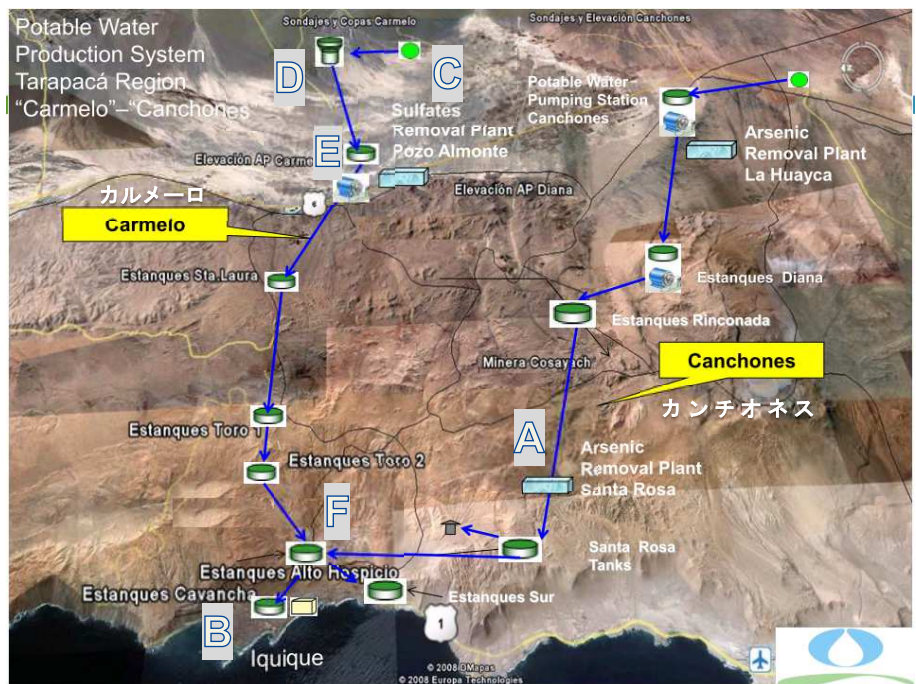 Potable Water
Production System
Tarapacá Region
"Carmelo"–"Canchones
Sondajes y Copas Carmelo
Sondajes y Elevación Canchones
D
C
Potable Water
Pumping Station
Canchones
Sulfates
Removal Plant
Pozo Almonte
E
Elevación AP Carme
Arsenic
Removal Plant
La Huayca
Elevación AP Diana
カルメーロ
Carmelo
Estanques Sta.Laura
Estanques Diana
Estanques Rinconada
Minera Cosayach
Canchones
カンチオネス
A
Estanques Toro 1
Arsenic
Removal Plant
Santa Rosa
Estanques Toro 2
F
Santa Rosa
Tanks
Estanques Alto Hospicio
Estanques Cavancha
Estanques Sur
B
1
Iquique
© 2008 DMapas
© 2008 Europa Technologies